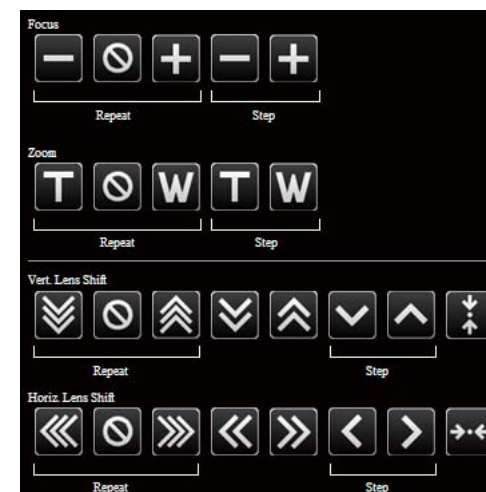 Focus
Repeat Step
Zoom
T W T W
Repeat Step
Vert. Lens Shift
Repeat Step
Horiz. Lens Shift
Repeat Step